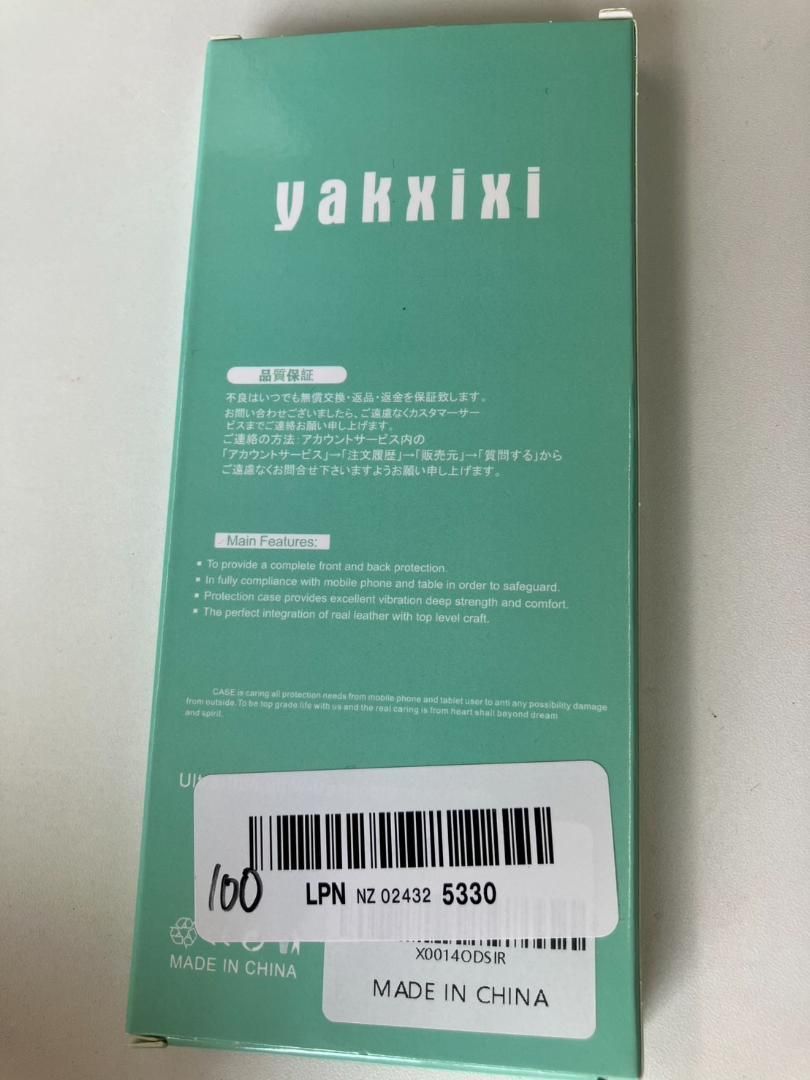 yakxixi
品質保証
不良はいつでも無償交換・返品・返金を保証致します。
お問い合わせございましたら、ご遠慮なくカスタマーサー
ビスまでご連絡お願い申し上げます。
ご連絡の方法:アカウントサービス内の
「アカウントサービス」→「注文履歴」→「販売元」→「質問する」から
ご遠慮なくお問合せ下さいますようお願い申し上げます。
Main Features:
▪ To provide a complete front and back protection.
▪ In fully compliance with mobile phone and table in order to safeguard.
▪ Protection case provides excellent vibration deep strength and comfort.
▪ The perfect integration of real leather with top level craft.
CASE is caring all protection needs from mobile phone and tablet user to anti any possibility damage
from outside. To be top grade life with us and the real caring is from heart shall beyond dream
and spirit.
100
LPN NZ 02432 5330
X0014ODSIR
MADE IN CHINA
MADE IN CHINA